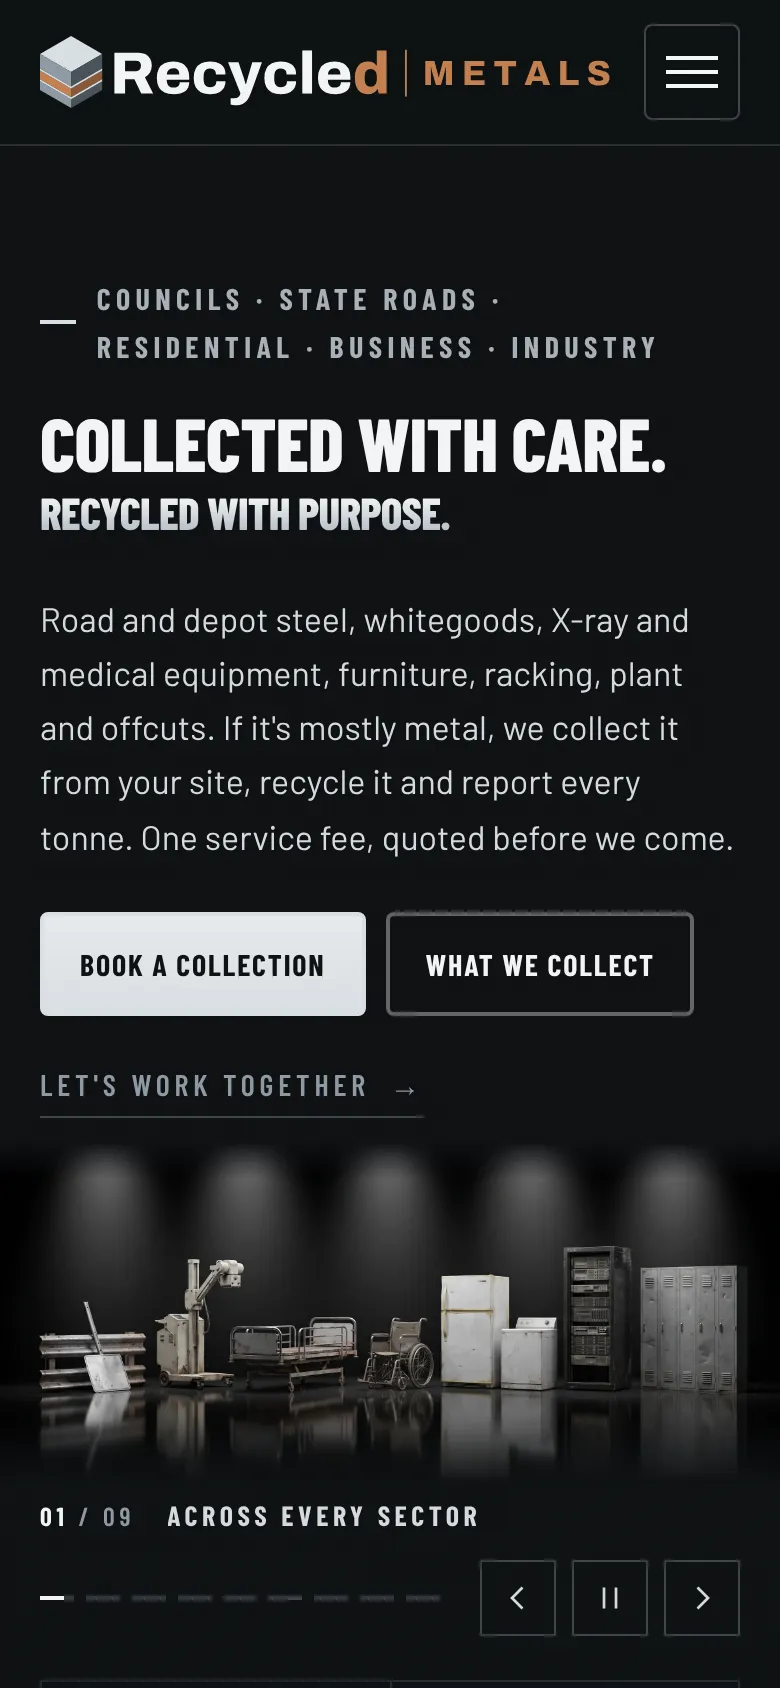 Recycled | METALS
COUNCILS · STATE ROADS ·
RESIDENTIAL · BUSINESS · INDUSTRY
COLLECTED WITH CARE.
RECYCLED WITH PURPOSE.
Road and depot steel, whitegoods, X-ray and
medical equipment, furniture, racking, plant
and offcuts. If it's mostly metal, we collect it
from your site, recycle it and report every
tonne. One service fee, quoted before we come.
BOOK A COLLECTION
WHAT WE COLLECT
LET'S WORK TOGETHER →
01 / 09 ACROSS EVERY SECTOR